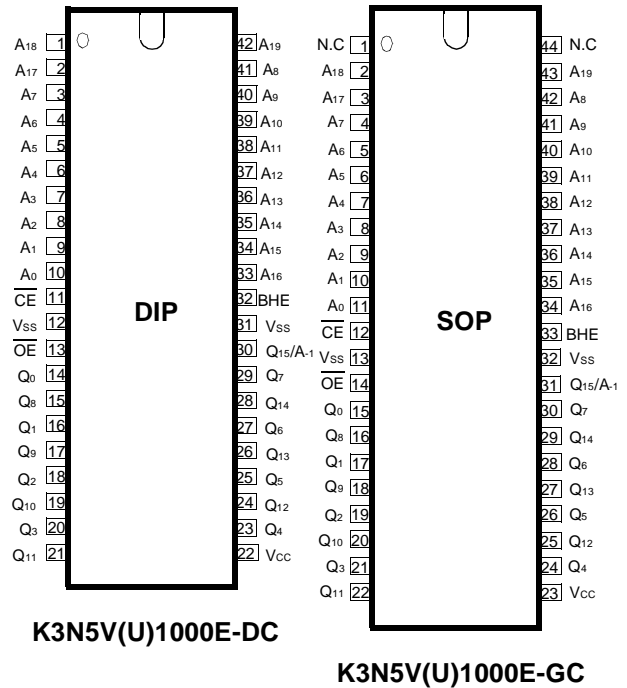 A18 1 42 A19
A17 2 41 A8
A7 3 40 A9
A6 4 39 A10
A5 5 38 A11
A4 6 37 A12
A3 7 36 A13
A2 8 35 A14
A1 9 34 A15
A0 10 33 A16
CE 11 32 BHE
VSS 12 31 VSS
OE 13 30 Q15/A-1
Q0 14 29 Q7
Q8 15 28 Q14
Q1 16 27 Q6
Q9 17 26 Q13
Q2 18 25 Q5
Q10 19 24 Q12
Q3 20 23 Q4
Q11 21 22 VCC
DIP
K3N5V(U)1000E-DC
N.C 1 44 N.C
A18 2 43 A19
A17 3 42 A8
A7 4 41 A9
A6 5 40 A10
A5 6 39 A11
A4 7 38 A12
A3 8 37 A13
A2 9 36 A14
A1 10 35 A15
A0 11 34 A16
CE 12 33 BHE
VSS 13 32 VSS
OE 14 31 Q15/A-1
Q0 15 30 Q7
Q8 16 29 Q14
Q1 17 28 Q6
Q9 18 27 Q13
Q2 19 26 Q5
Q10 20 25 Q12
Q3 21 24 Q4
Q11 22 23 VCC
SOP
K3N5V(U)1000E-GC